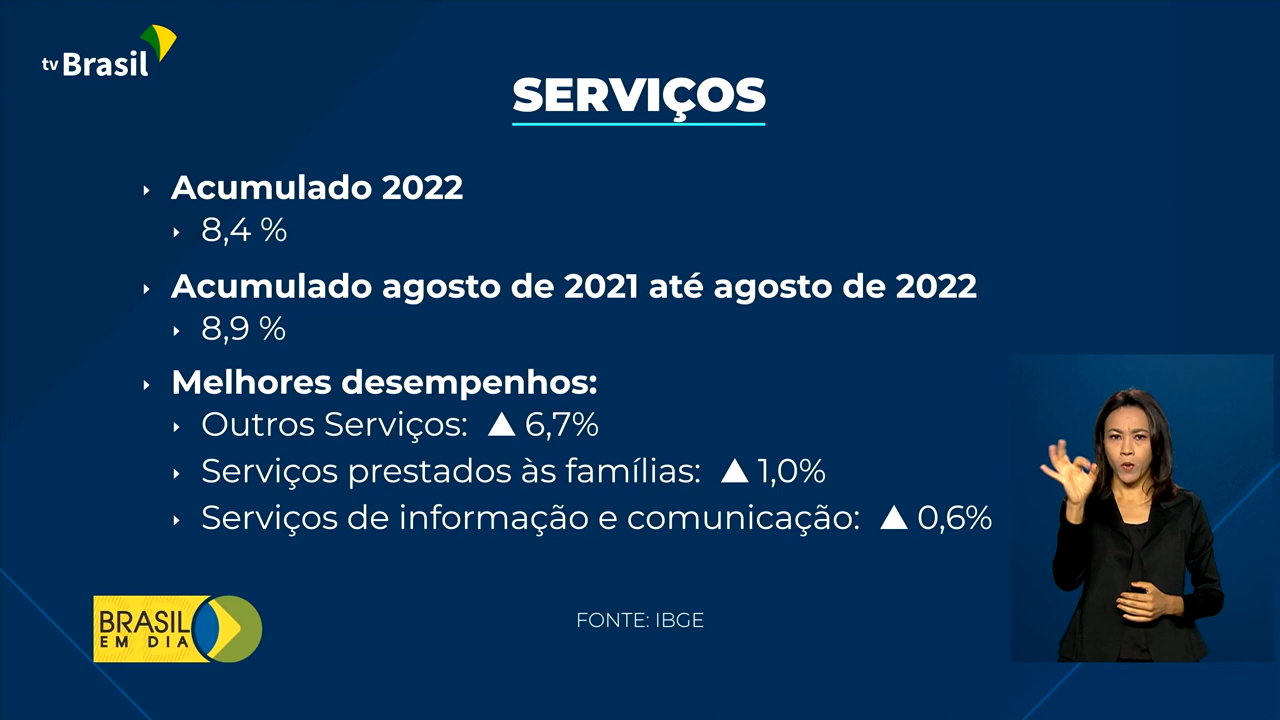 tv Brasil
SERVIÇOS
Acumulado 2022
8,4 %
Acumulado agosto de 2021 até agosto de 2022
8,9 %
Melhores desempenhos:
Outros Serviços: ▲ 6,7%
Serviços prestados às famílias: ▲ 1,0%
Serviços de informação e comunicação: ▲ 0,6%
BRASIL
EM DIA
FONTE: IBGE